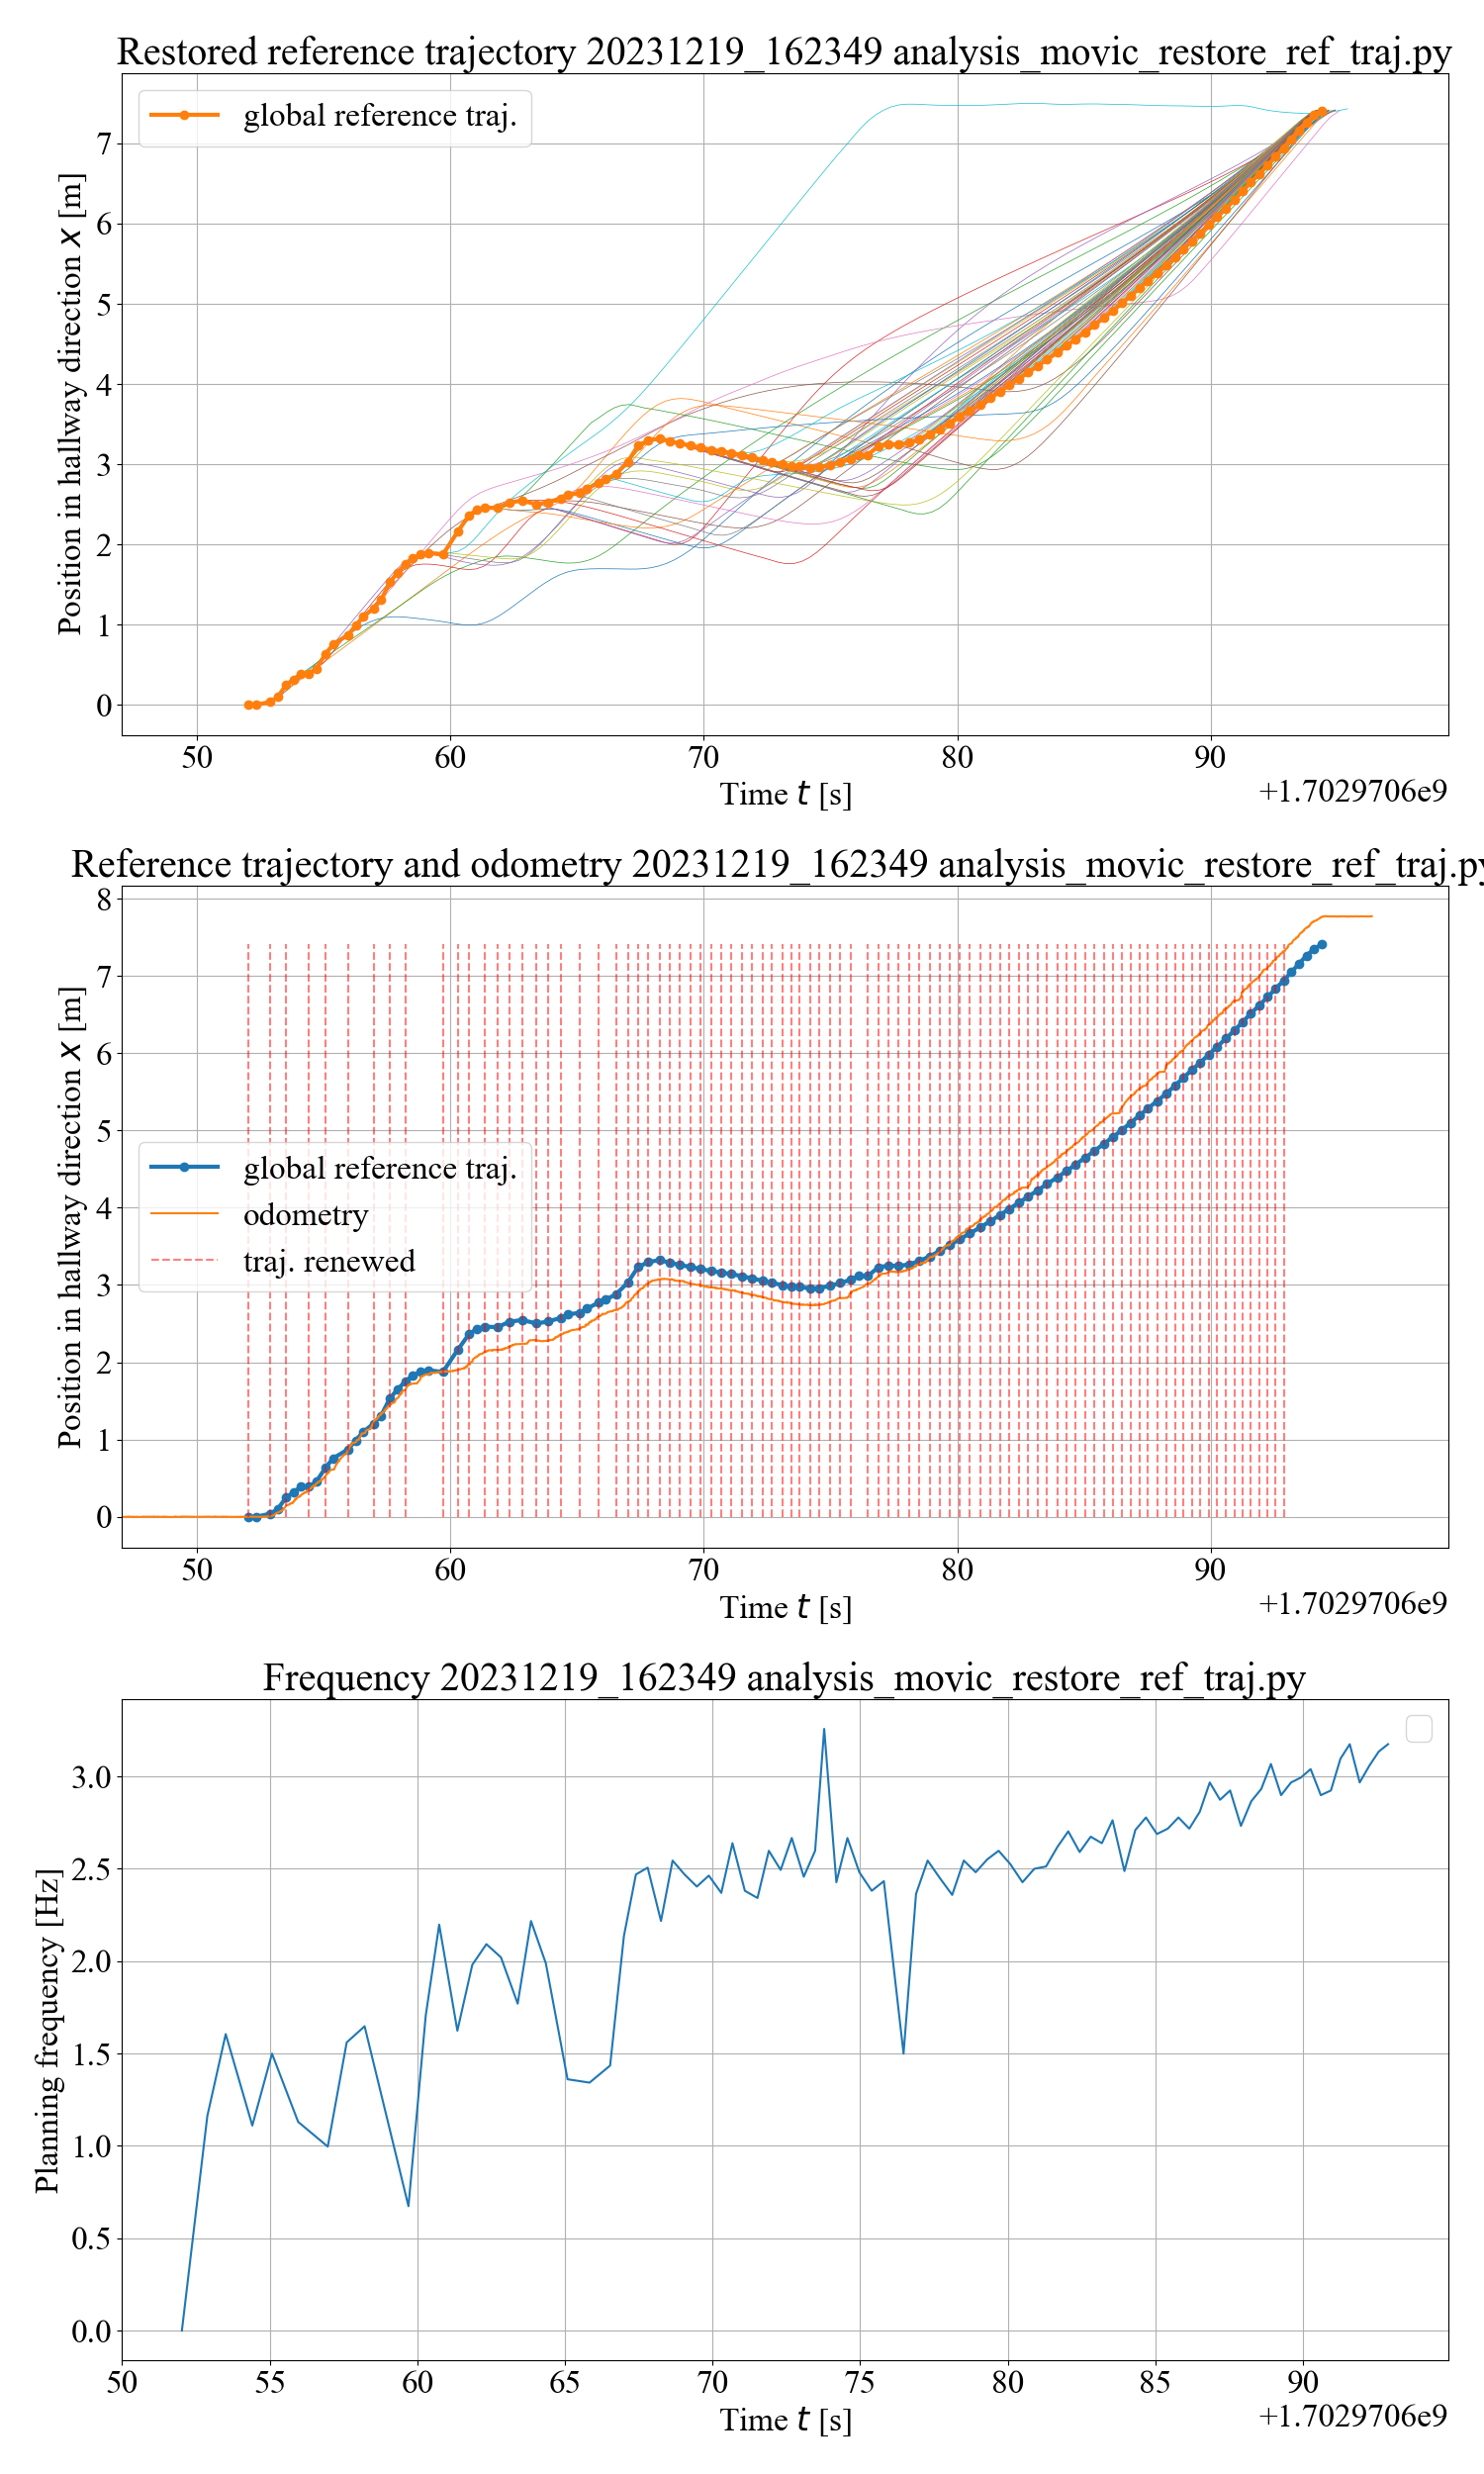 Restored reference trajectory 20231219_162349 analysis_movic_restore_ref_traj.py
global reference traj.
Position in hallway direction x [m]
7
6
5
4
3
2
1
0
50 60 70 80 90
Time t [s]
+1.7029706e9
Reference trajectory and odometry 20231219_162349 analysis_movic_restore_ref_traj.py
global reference traj.
odometry
traj. renewed
Position in hallway direction x [m]
8
7
6
5
4
3
2
1
0
50 60 70 80 90
Time t [s]
+1.7029706e9
Frequency 20231219_162349 analysis_movic_restore_ref_traj.py
Planning frequency [Hz]
3.0
2.5
2.0
1.5
1.0
0.5
0.0
50 55 60 65 70 75 80 85 90
Time t [s]
+1.7029706e9